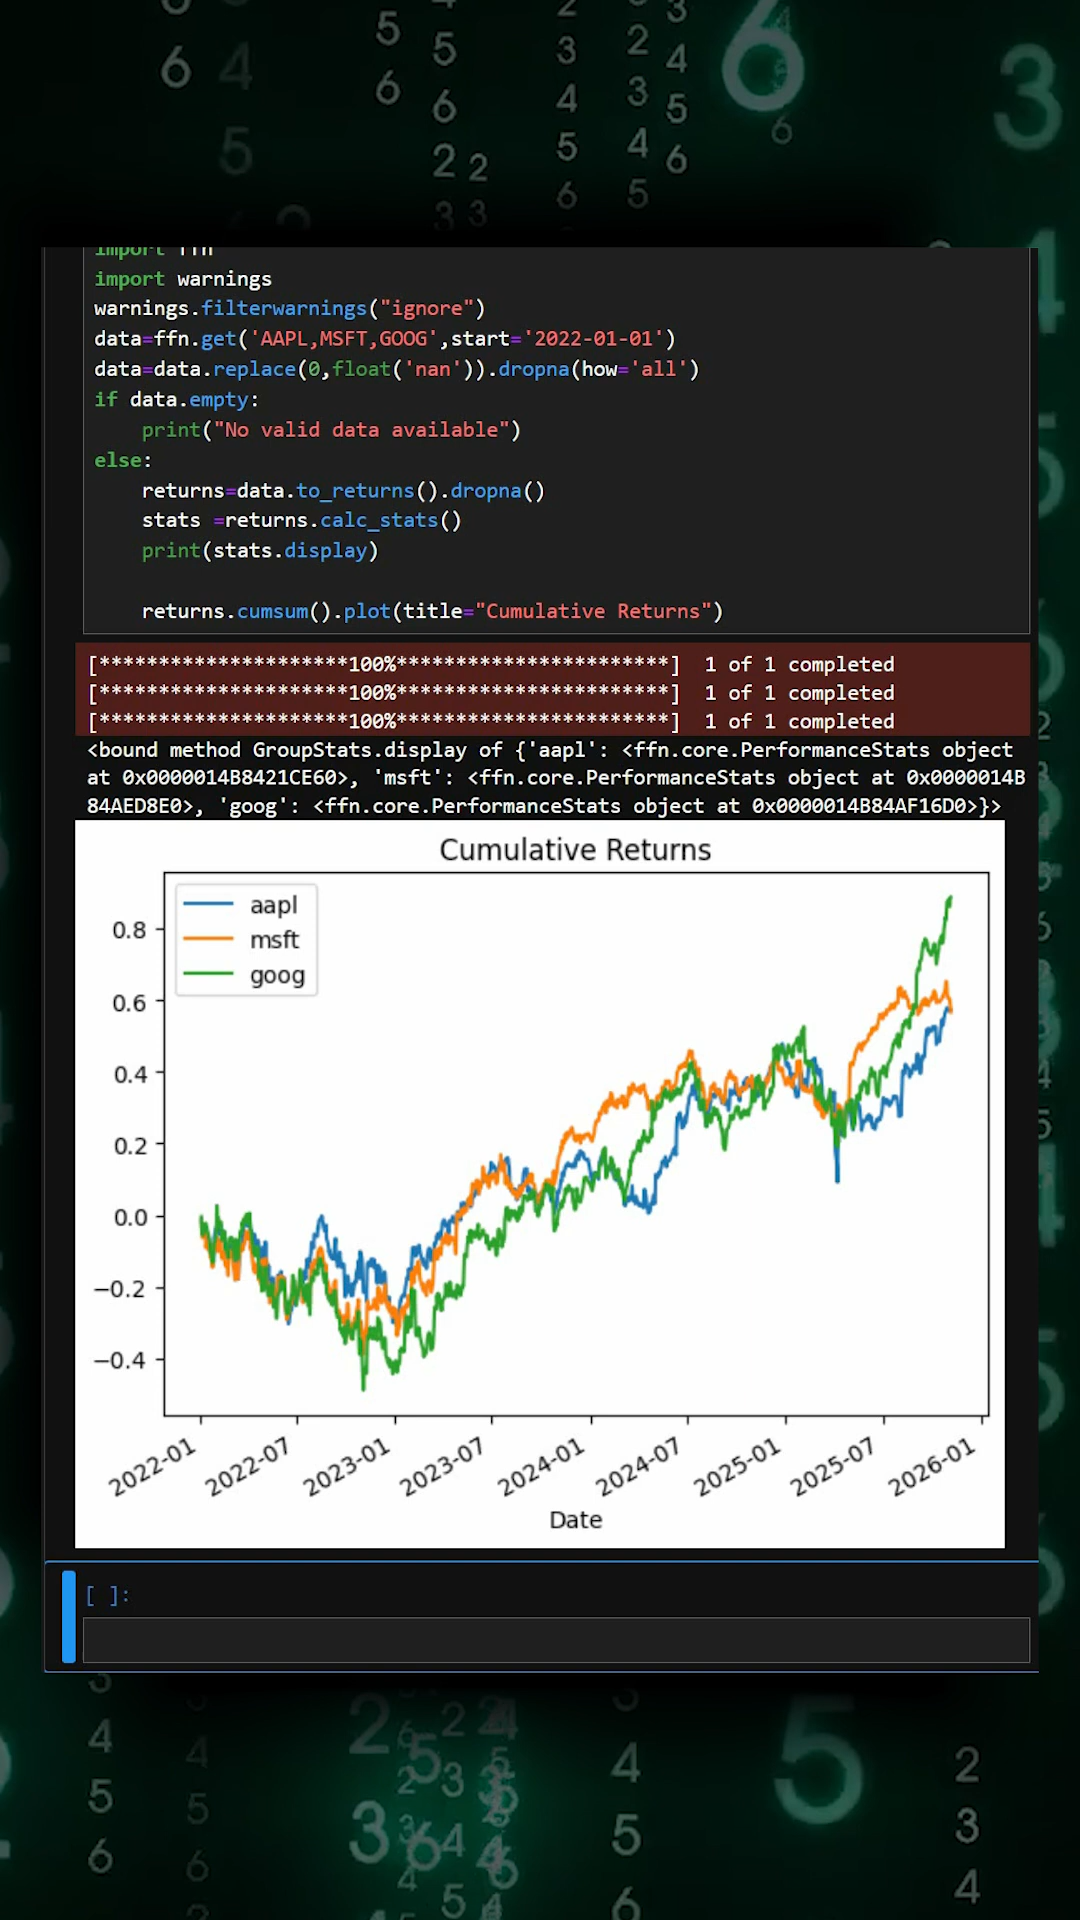 import ffn
import warnings
warnings.filterwarnings("ignore")
data=ffn.get('AAPL,MSFT,GOOG',start='2022-01-01')
data=data.replace(0,float('nan')).dropna(how='all')
if data.empty:
    print("No valid data available")
else:
    returns=data.to_returns().dropna()
    stats =returns.calc_stats()
    print(stats.display)
    returns.cumsum().plot(title="Cumulative Returns")
[*********************100%***********************]  1 of 1 completed
[*********************100%***********************]  1 of 1 completed
[*********************100%***********************]  1 of 1 completed
<bound method GroupStats.display of {'aapl': <ffn.core.PerformanceStats object
at 0x0000014B8421CE60>, 'msft': <ffn.core.PerformanceStats object at 0x0000014B
84AED8E0>, 'goog': <ffn.core.PerformanceStats object at 0x0000014B84AF16D0>}>
Cumulative Returns
aapl
msft
goog
0.8
0.6
0.4
0.2
0.0
−0.2
−0.4
2022-01
2022-07
2023-01
2023-07
2024-01
2024-07
2025-01
2025-07
2026-01
Date
[ ]: